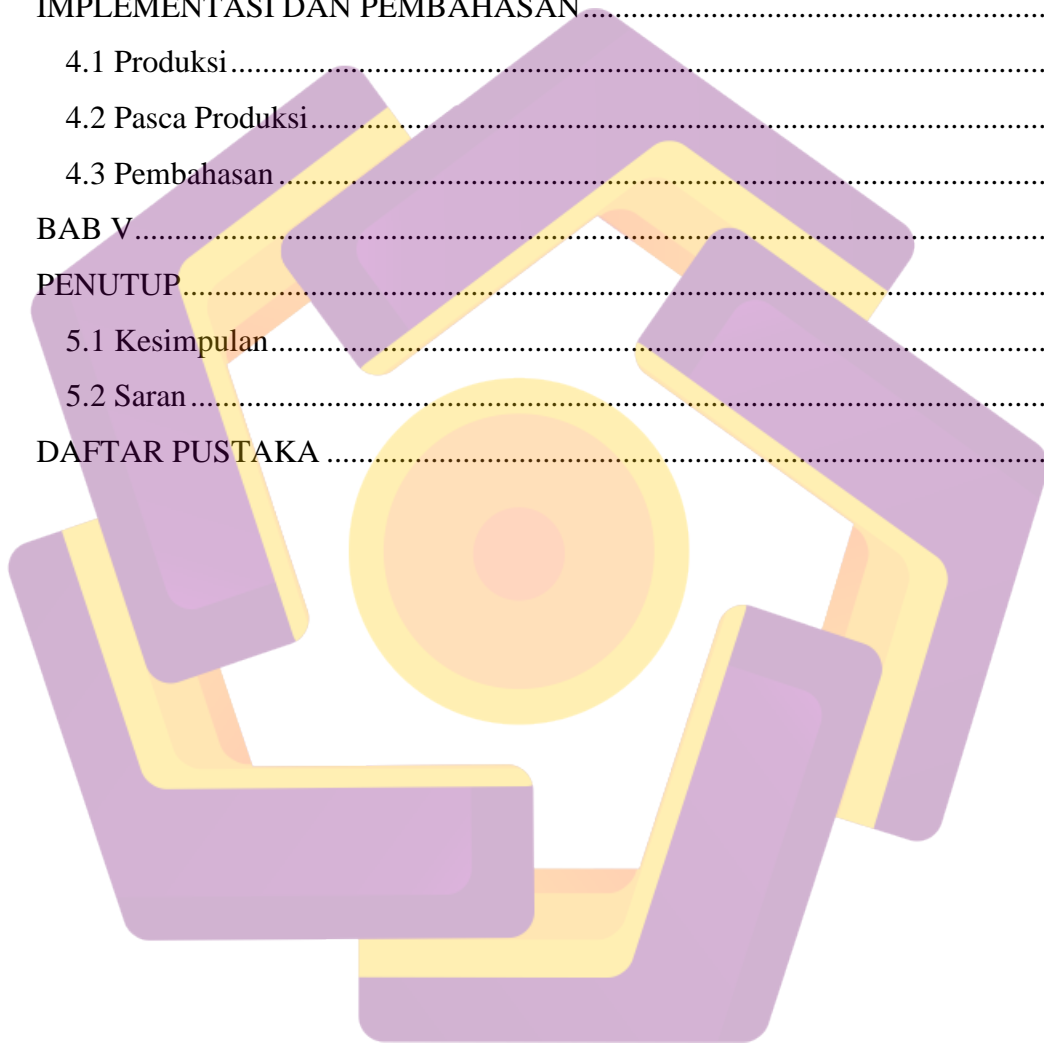 IMPLEMENTASI DAN PEMBAHASAN................................................................
4.1 Produksi................................................................................................................
4.2 Pasca Produksi....................................................................................................
4.3 Pembahasan........................................................................................................
BAB V............................................................................................................................
PENUTUP......................................................................................................................
5.1 Kesimpulan..........................................................................................................
5.2 Saran....................................................................................................................
DAFTAR PUSTAKA....................................................................................................